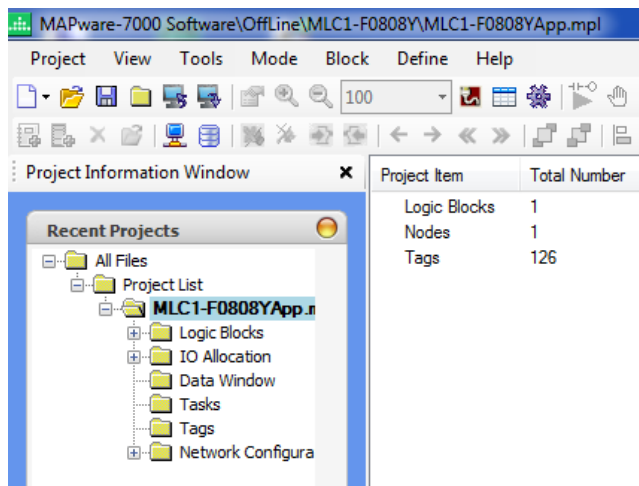 MAPware-7000 Software\OffLine\MLC1-F0808Y\MLC1-F0808YApp.mpl
Project View Tools Mode Block Define Help
100
Project Information Window
Project Item Total Number
Logic Blocks 1
Nodes 1
Tags 126
Recent Projects
All Files
Project List
MLC1-F0808YApp.
Logic Blocks
IO Allocation
Data Window
Tasks
Tags
Network Configura